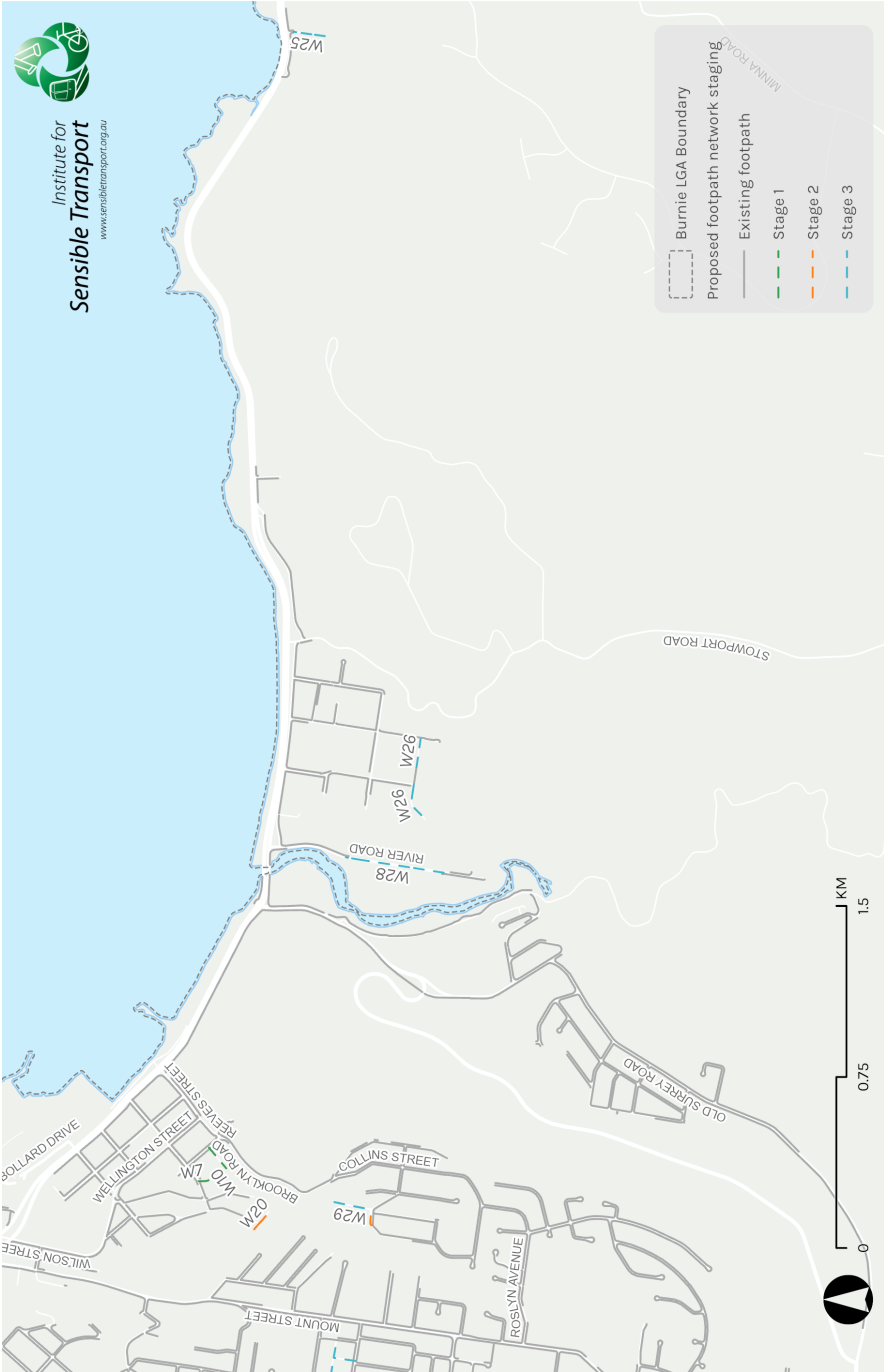 Institute for
Sensible Transport
www.sensibletransport.org.au
W25
MINNA ROAD
Burnie LGA Boundary
Proposed footpath network staging
Existing footpath
Stage 1
Stage 2
Stage 3
STOWPORT ROAD
W26
W26
RIVER ROAD
W28
BOLLARD DRIVE
WELLINGTON STREET
REEVES STREET
W7
W10
BROOKLYN ROAD
W20
COLLINS STREET
W29
WILSON STREE
MOUNT STREET
ROSLYN AVENUE
OLD SURREY ROAD
0
0.75
1.5
KM